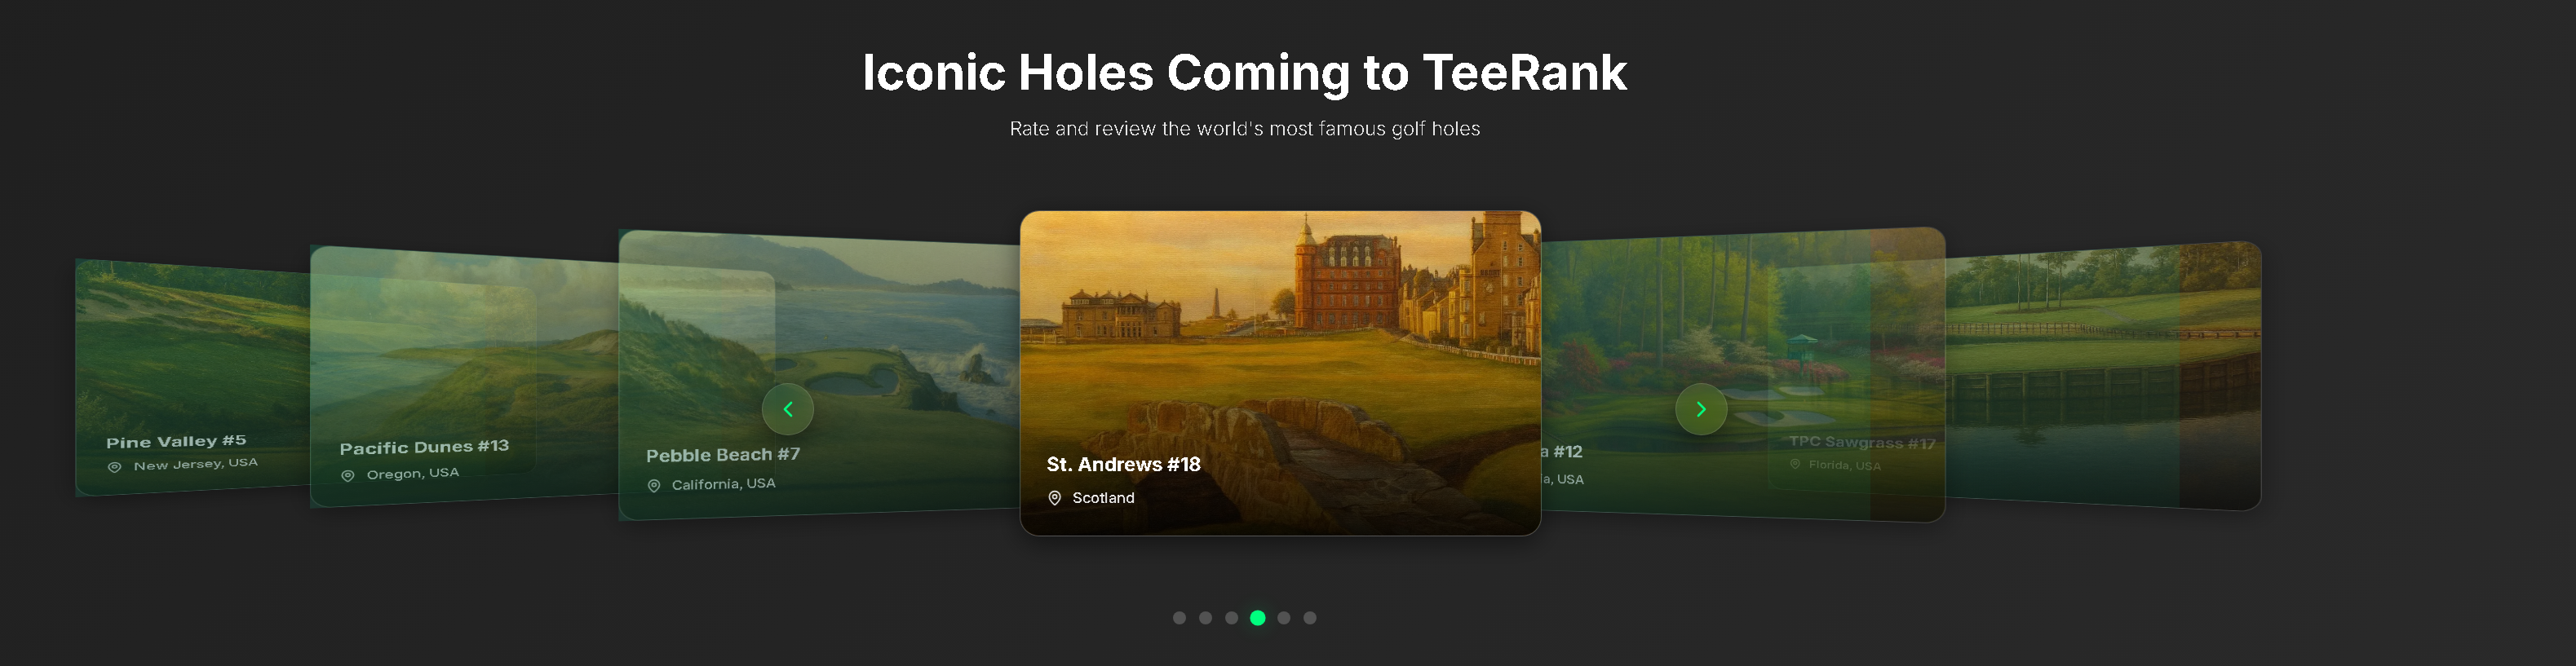 Iconic Holes Coming to TeeRank
Rate and review the world's most famous golf holes
Pine Valley #5
New Jersey, USA
Pacific Dunes #13
Oregon, USA
Pebble Beach #7
California, USA
St. Andrews #18
Scotland
a #12
a, USA
TPC Sawgrass #17
Florida, USA